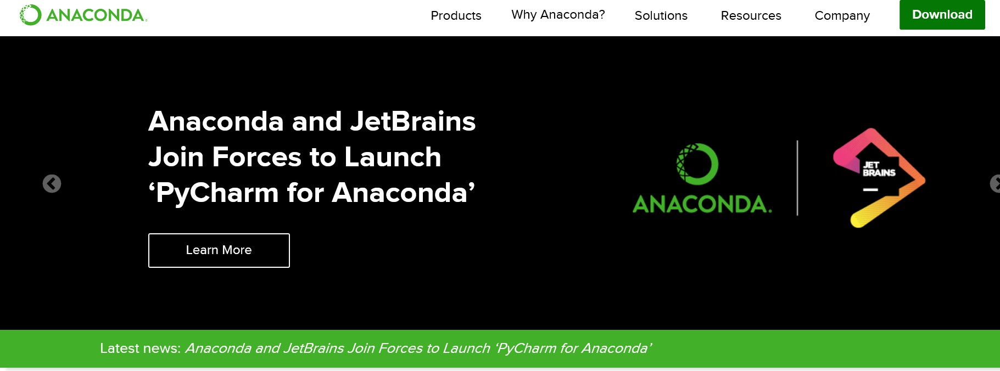 ANACONDA
Products
Why Anaconda?
Solutions
Resources
Company
Download
Anaconda and JetBrains
Join Forces to Launch
‘PyCharm for Anaconda’
Learn More
ANACONDA.
JET
BRAINS
Latest news: Anaconda and JetBrains Join Forces to Launch ‘PyCharm for Anaconda’